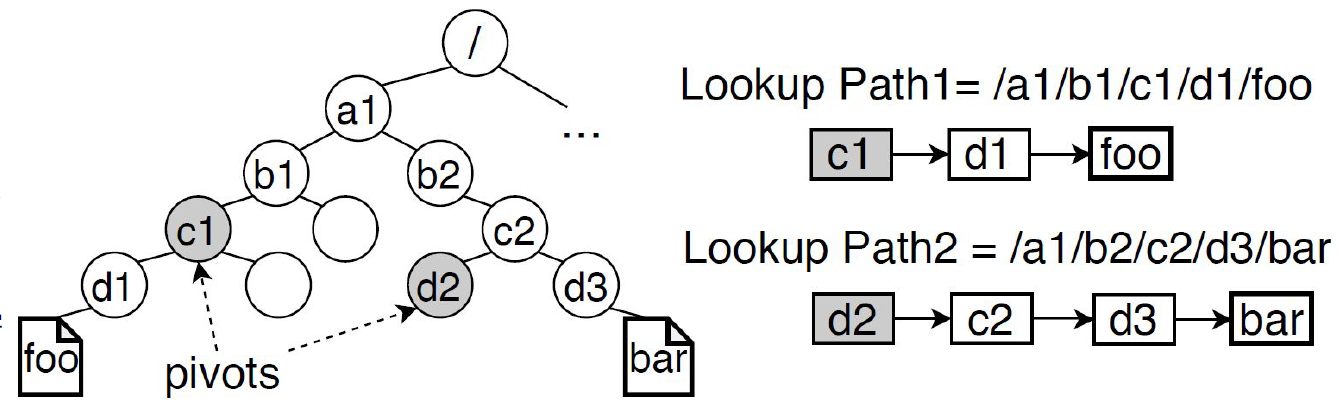 /
a1
...
b1
b2
c1
c2
d1
d2
d3
foo
bar
pivots
Lookup Path1= /a1/b1/c1/d1/foo
c1 d1 foo
Lookup Path2 = /a1/b2/c2/d3/bar
d2 c2 d3 bar